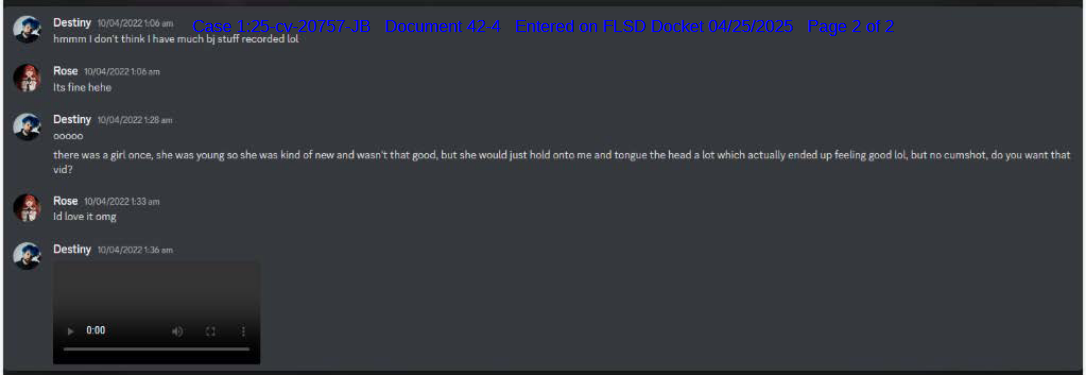 Case 1:25-cv-20757-JB Document 42-4 Entered on FLSD Docket 04/25/2025 Page 2 of 2
Destiny 10/04/2022 1:06 am
hmmm I don't think I have much bj stuff recorded lol
Rose 10/04/2022 1:06 am
Its fine hehe
Destiny 10/04/2022 1:28 am
ooooo
there was a girl once, she was young so she was kind of new and wasn't that good, but she would just hold onto me and tongue the head a lot which actually ended up feeling good lol, but no cumshot, do you want that
vid?
Rose 10/04/2022 1:33 am
Id love it omg
Destiny 10/04/2022 1:36 am
0:00